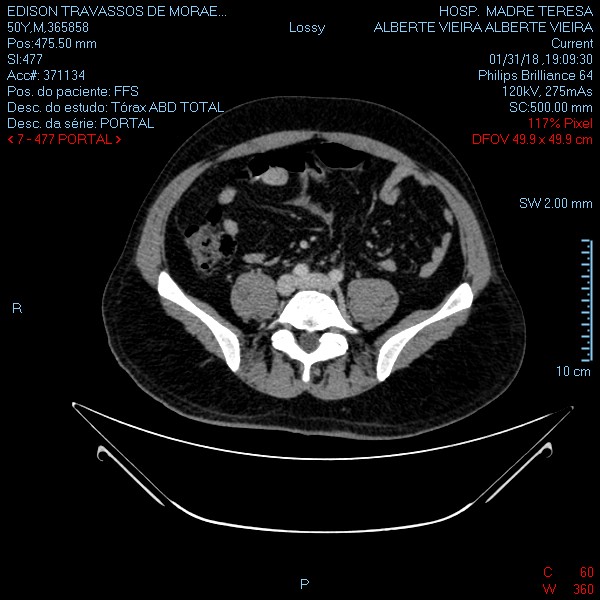 EDISON TRAVASSOS DE MORAE...
50Y,M,365858
Pos:475.50 mm
Sl:477
Acc#: 371134
Pos. do paciente: FFS
Desc. do estudo: Tórax ABD TOTAL
Desc. da série: PORTAL
< 7 - 477 PORTAL >
Lossy
HOSP. MADRE TERESA
ALBERTE VIEIRA ALBERTE VIEIRA
Current
01/31/18 ,19:09:30
Philips Brilliance 64
120kV, 275mAs
SC:500.00 mm
117% Pixel
DFOV 49.9 x 49.9 cm
SW 2.00 mm
R
10 cm
P
C 60
W 360